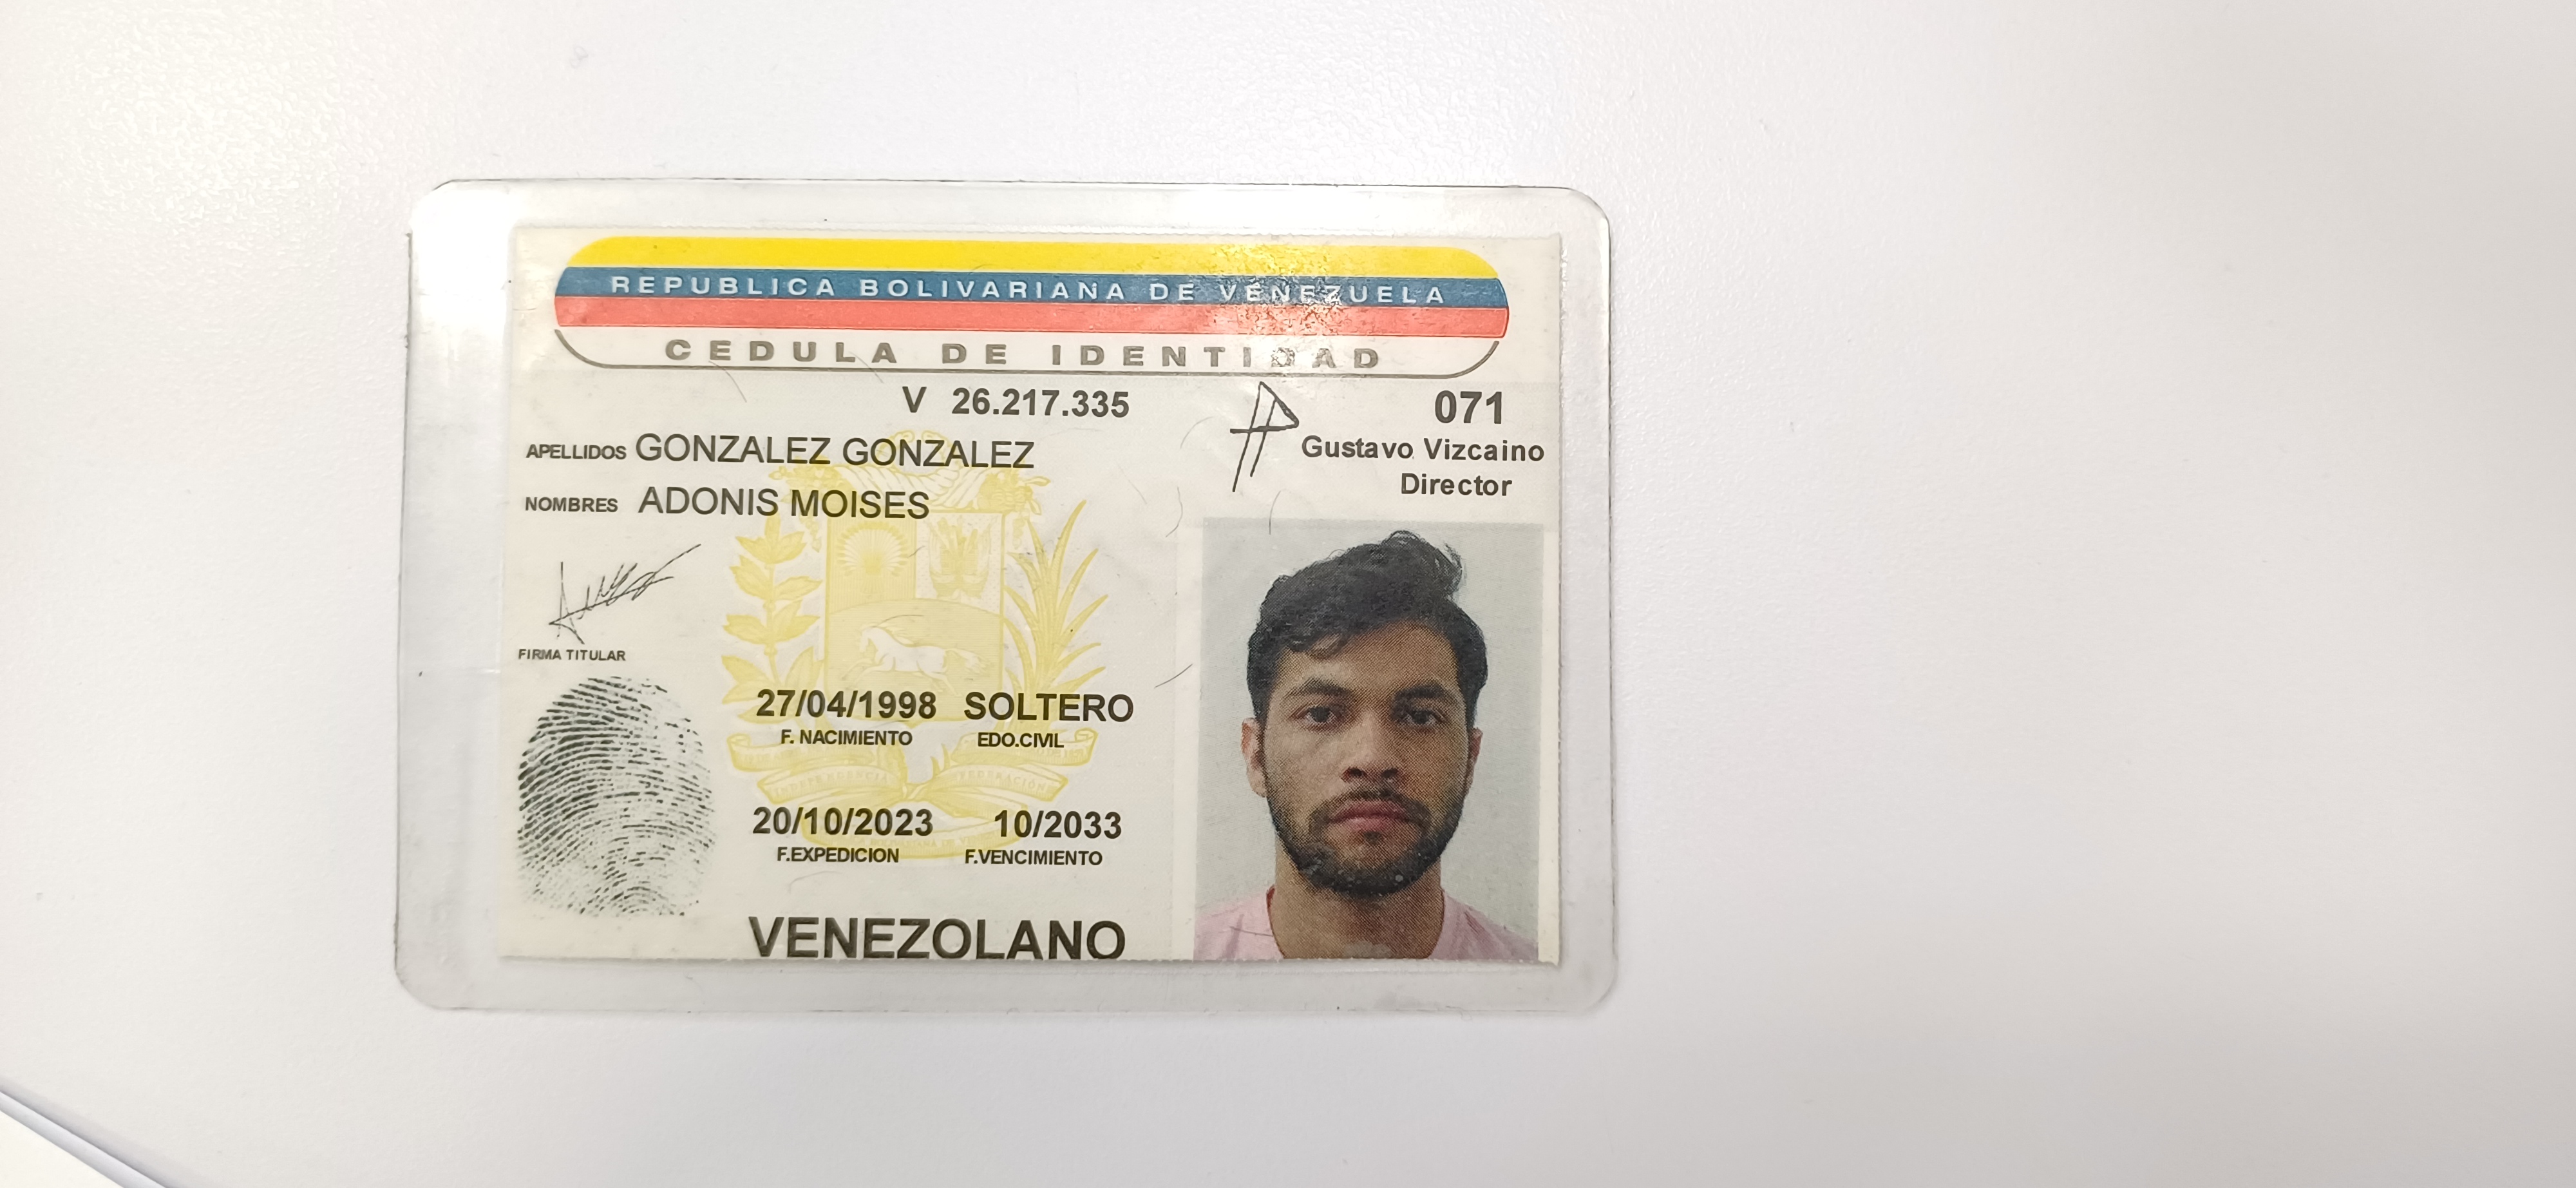 REPUBLICA BOLIVARIANA DE VENEZUELA
CEDULA DE IDENTIDAD
V 26.217.335 071
APELLIDOS GONZALEZ GONZALEZ
NOMBRES ADONIS MOISES
Gustavo Vizcaino
Director
FIRMA TITULAR
27/04/1998 SOLTERO
F. NACIMIENTO EDO.CIVIL
20/10/2023 10/2033
F.EXPEDICION F.VENCIMIENTO
VENEZOLANO